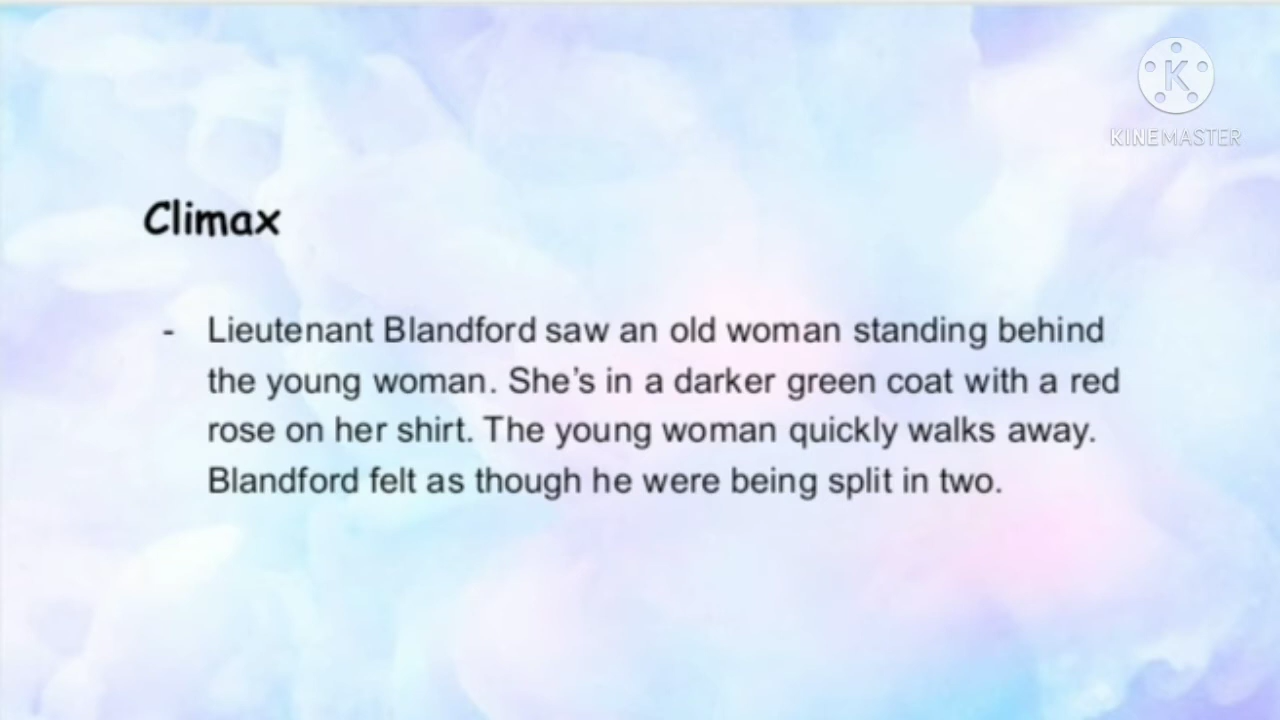 K
KINEMASTER
Climax
- Lieutenant Blandford saw an old woman standing behind
the young woman. She's in a darker green coat with a red
rose on her shirt. The young woman quickly walks away.
Blandford felt as though he were being split in two.